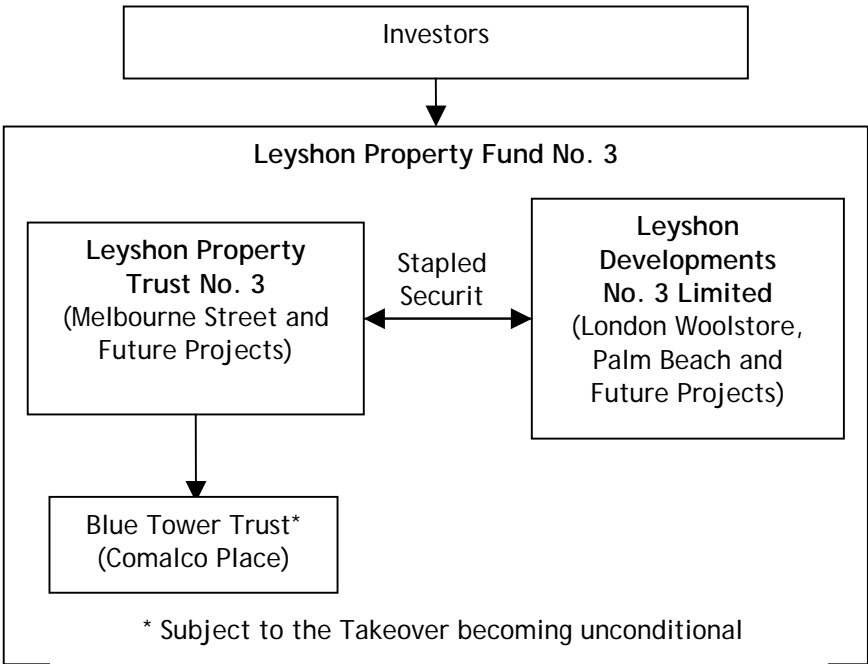 Investors
Leyshon Property Fund No. 3
Leyshon Property
Trust No. 3
(Melbourne Street and
Future Projects)
Stapled
Securit
Leyshon
Developments
No. 3 Limited
(London Woolstore,
Palm Beach and
Future Projects)
Blue Tower Trust*
(Comalco Place)
* Subject to the Takeover becoming unconditional